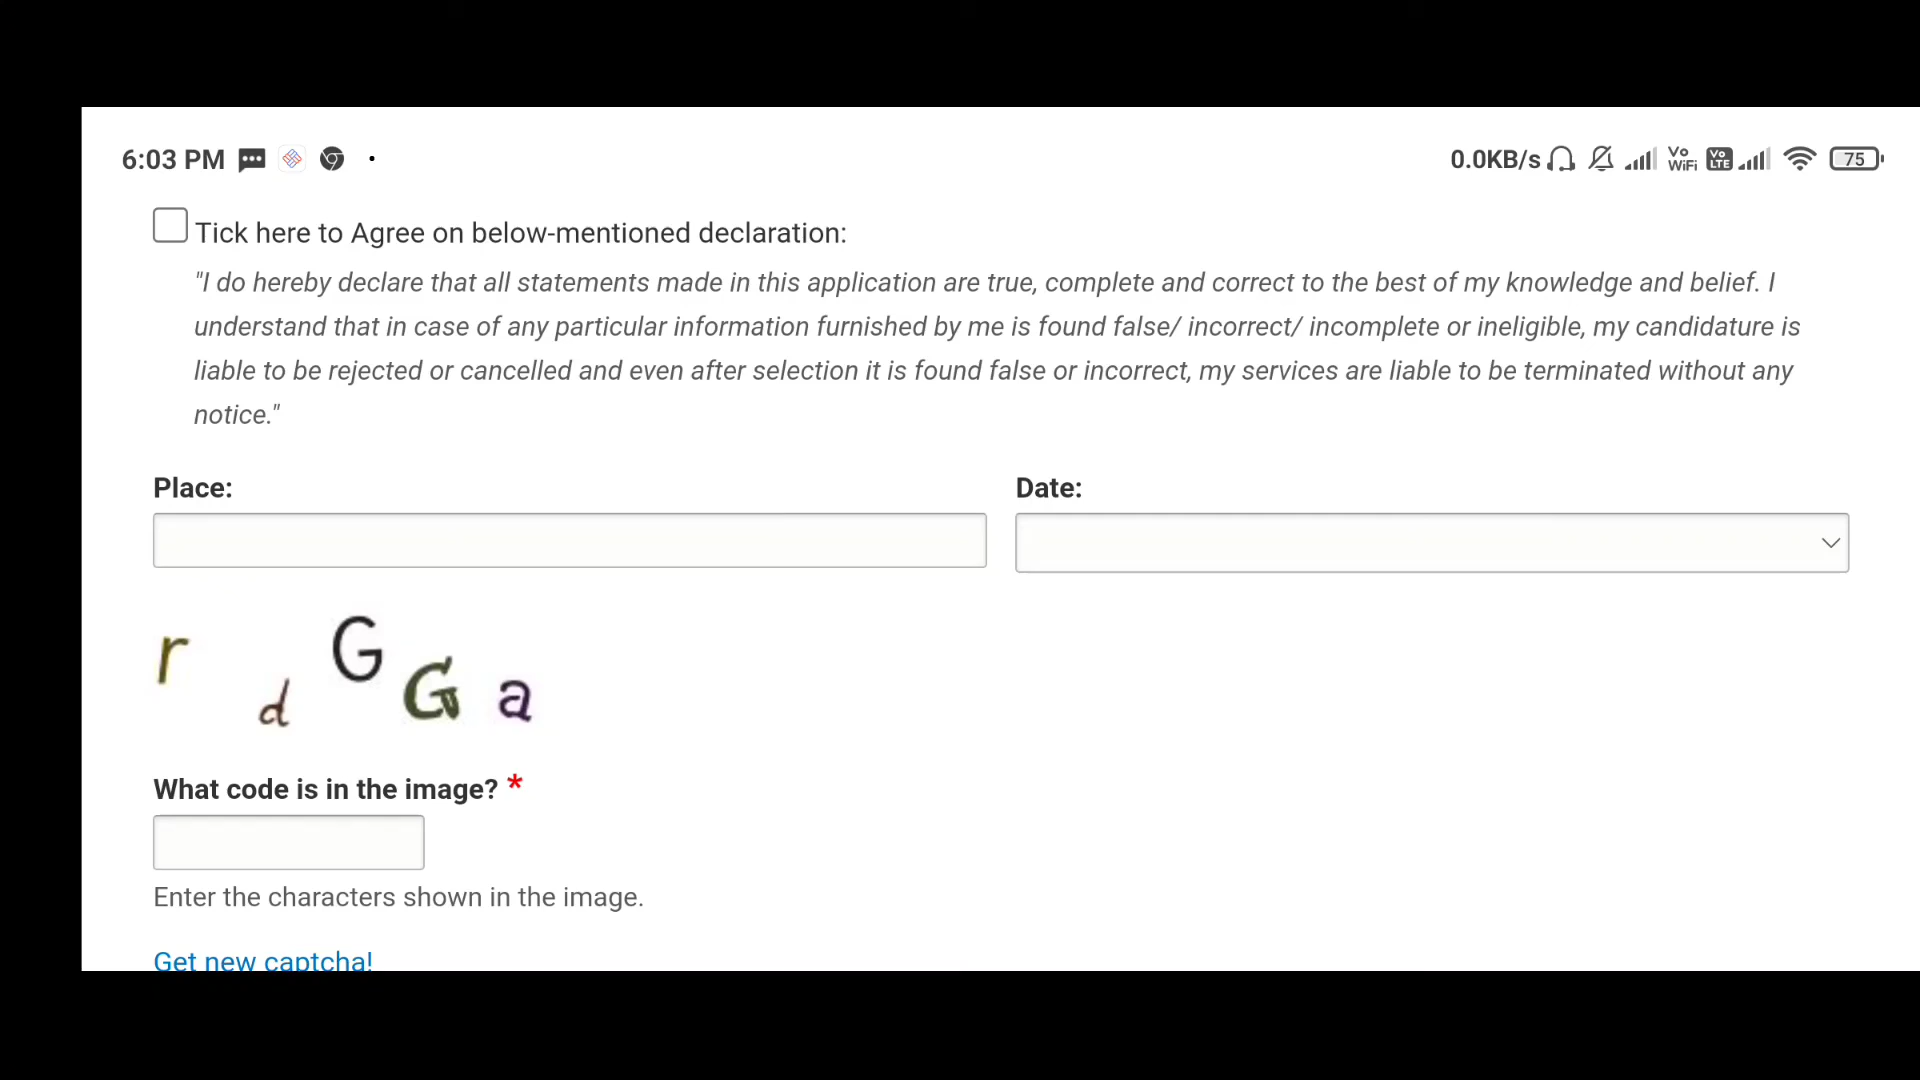 6:03 PM
0.0KB/s Vo WiFi Vo LTE 75
Tick here to Agree on below-mentioned declaration:
"I do hereby declare that all statements made in this application are true, complete and correct to the best of my knowledge and belief. I
understand that in case of any particular information furnished by me is found false/ incorrect/ incomplete or ineligible, my candidature is
liable to be rejected or cancelled and even after selection it is found false or incorrect, my services are liable to be terminated without any
notice."
Place: Date:
r d G G a
What code is in the image? *
Enter the characters shown in the image.
Get new captcha!